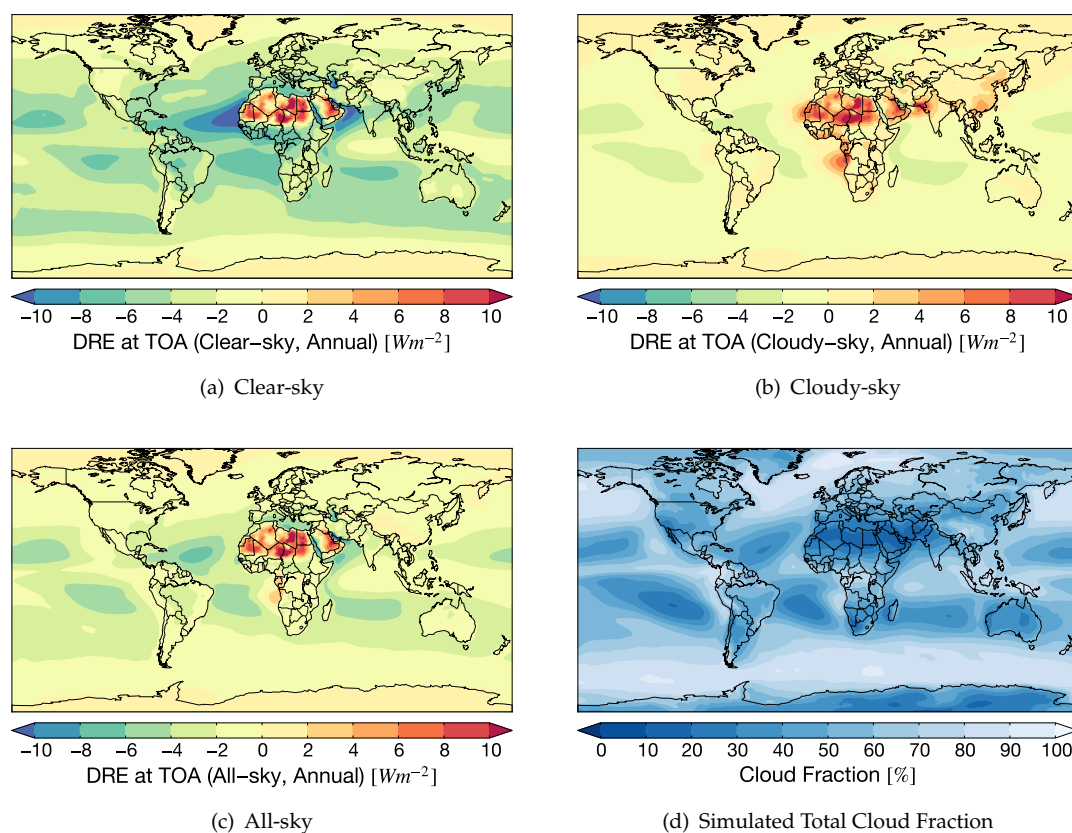 −10 −8 −6 −4 −2 0 2 4 6 8 10
DRE at TOA (Clear−sky, Annual) [Wm−2]
(a) Clear-sky
−10 −8 −6 −4 −2 0 2 4 6 8 10
DRE at TOA (Cloudy−sky, Annual) [Wm−2]
(b) Cloudy-sky
−10 −8 −6 −4 −2 0 2 4 6 8 10
DRE at TOA (All−sky, Annual) [Wm−2]
(c) All-sky
0 10 20 30 40 50 60 70 80 90 100
Cloud Fraction [%]
(d) Simulated Total Cloud Fraction